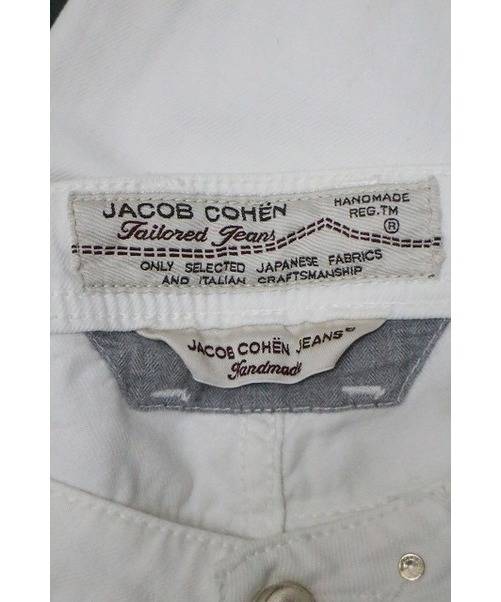 JACOB COHËN
Tailored Jeans
HANDMADE
REG.TM
®
ONLY SELECTED JAPANESE FABRICS
AND ITALIAN CRAFTSMANSHIP
JACOB COHËN JEANS®
Handmade